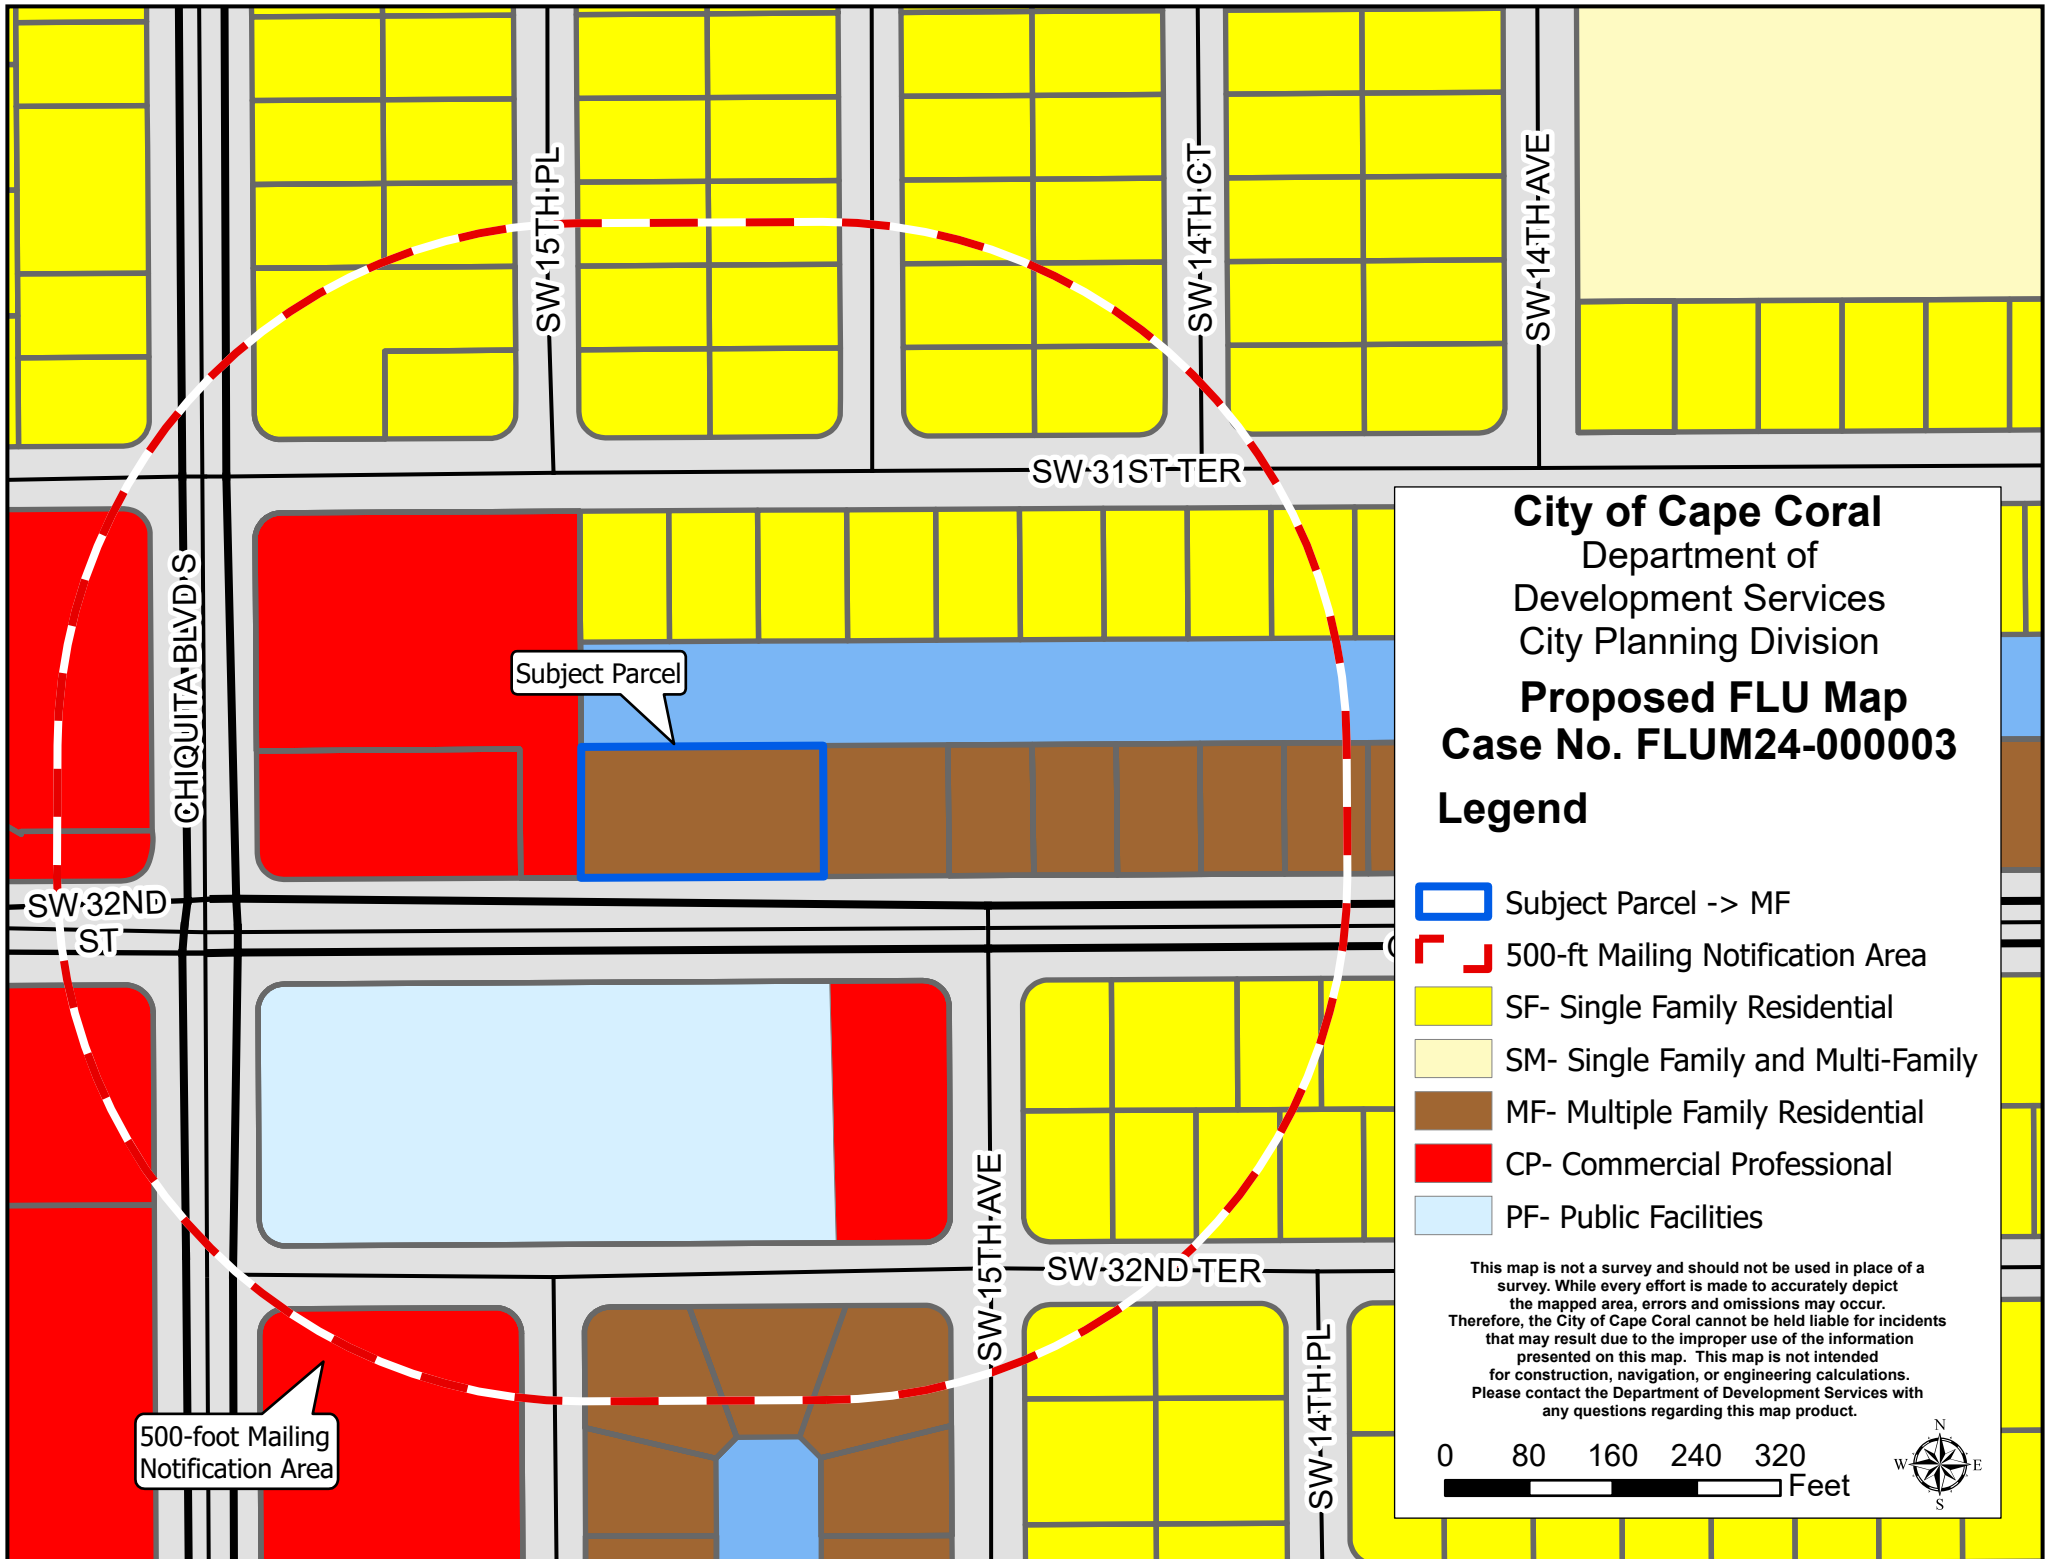 SW 15TH PL
SW 14TH CT
SW 14TH AVE
SW 31ST TER
CHIQUITA BLVD S
Subject Parcel
SW 32ND
ST
SW 15TH AVE
SW 32ND TER
SW 14TH PL
500-foot Mailing
Notification Area
City of Cape Coral
Department of
Development Services
City Planning Division
Proposed FLU Map
Case No. FLUM24-000003
Legend
Subject Parcel -> MF
500-ft Mailing Notification Area
SF- Single Family Residential
SM- Single Family and Multi-Family
MF- Multiple Family Residential
CP- Commercial Professional
PF- Public Facilities
This map is not a survey and should not be used in place of a
survey. While every effort is made to accurately depict
the mapped area, errors and omissions may occur.
Therefore, the City of Cape Coral cannot be held liable for incidents
that may result due to the improper use of the information
presented on this map. This map is not intended
for construction, navigation, or engineering calculations.
Please contact the Department of Development Services with
any questions regarding this map product.
0 80 160 240 320
Feet
N
W E
S